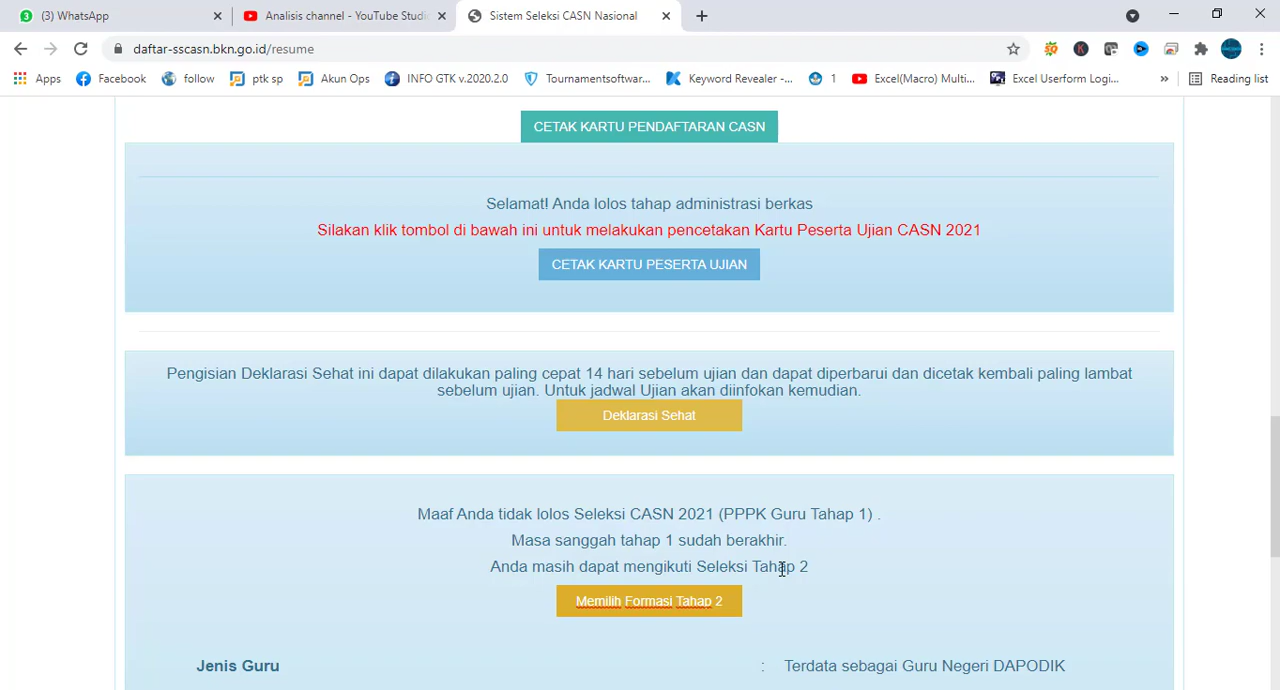 3 (3) WhatsApp
Analisis channel - YouTube Studi
Sistem Seleksi CASN Nasional
daftar-sscasn.bkn.go.id/resume
Apps Facebook follow ptk sp Akun Ops INFO GTK v.2020.2.0 Tournamentsoftwar... Keyword Revealer -... 1 Excel(Macro) Multi... Excel Userform Logi... » Reading list
CETAK KARTU PENDAFTARAN CASN
Selamat! Anda lolos tahap administrasi berkas
Silakan klik tombol di bawah ini untuk melakukan pencetakan Kartu Peserta Ujian CASN 2021
CETAK KARTU PESERTA UJIAN
Pengisian Deklarasi Sehat ini dapat dilakukan paling cepat 14 hari sebelum ujian dan dapat diperbarui dan dicetak kembali paling lambat
sebelum ujian. Untuk jadwal Ujian akan diinfokan kemudian.
Deklarasi Sehat
Maaf Anda tidak lolos Seleksi CASN 2021 (PPPK Guru Tahap 1) .
Masa sanggah tahap 1 sudah berakhir.
Anda masih dapat mengikuti Seleksi Tahap 2
Memilih Formasi Tahap 2
Jenis Guru : Terdata sebagai Guru Negeri DAPODIK